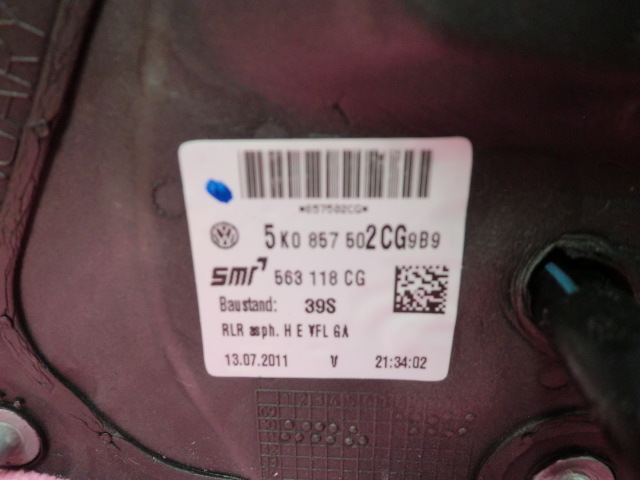 *857502CG*
5K0 857 502CG9B9
smr 563 118 CG
Baustand: 39S
RLR asph. H E VFL GA
13.07.2011 V 21:34:02